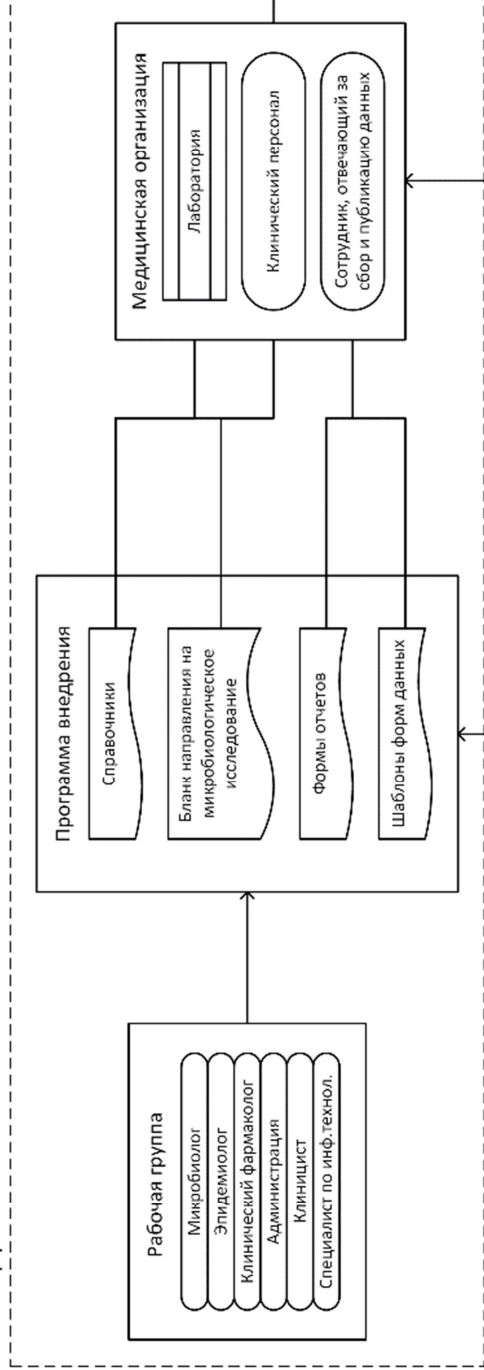 Рабочая группа
Микробиолог
Эпидемиолог
Клинический фармаколог
Администрация
Клиницист
Специалист по инф.технол.
Программа внедрения
Справочники
Бланк направления на
микробиологическое
исследование
Формы отчетов
Шаблоны форм данных
Медицинская организация
Лаборатория
Клинический персонал
Сотрудник, отвечающий за
сбор и публикацию данных